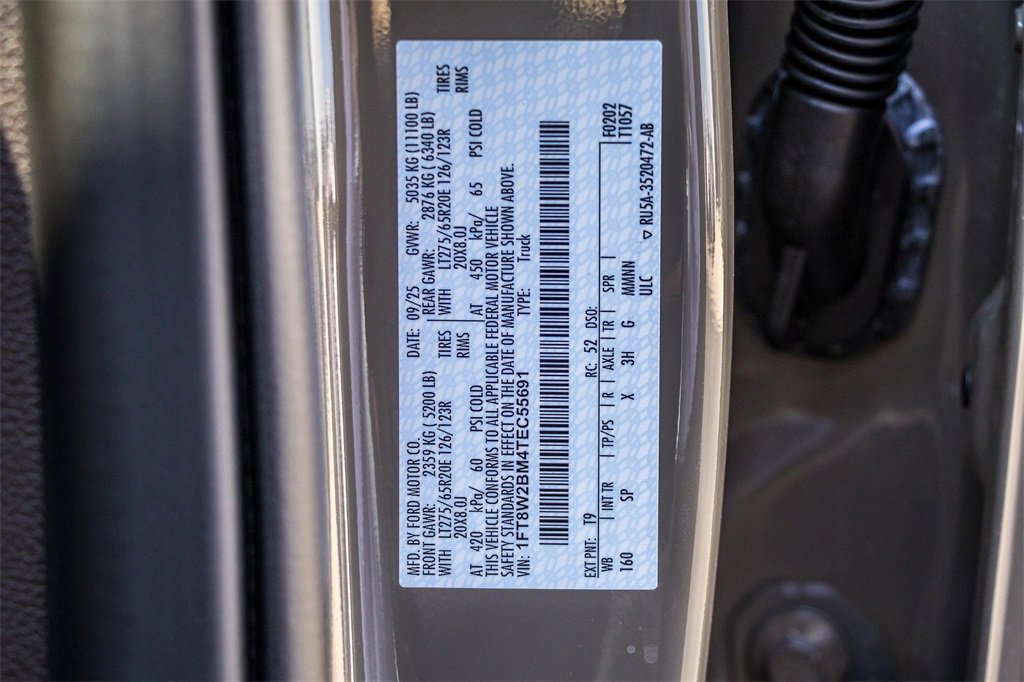 MFD. BY FORD MOTOR CO. DATE: 09/25 GVWR: 5035 KG (11100 LB)
FRONT GAWR: 2359 KG ( 5200 LB) REAR GAWR: 2876 KG ( 6340 LB)
WITH LT275/65R20E 126/123R TIRES WITH LT275/65R20E 126/123R TIRES
20X8.0J RIMS 20X8.0J RIMS
AT 420 kPa/ 60 PSI COLD AT 450 kPa/ 65 PSI COLD
THIS VEHICLE CONFORMS TO ALL APPLICABLE FEDERAL MOTOR VEHICLE
SAFETY STANDARDS IN EFFECT ON THE DATE OF MANUFACTURE SHOWN ABOVE.
VIN: 1FT8W2BM4TEC55691 TYPE: Truck
EXT PNT: T9 RC: 52 DSO: F0202
WB INT TR TP/PS R AXLE TR SPR T1057
160 SP X 3H G MMNN
ULC ▽ RU5A-3520472-AB